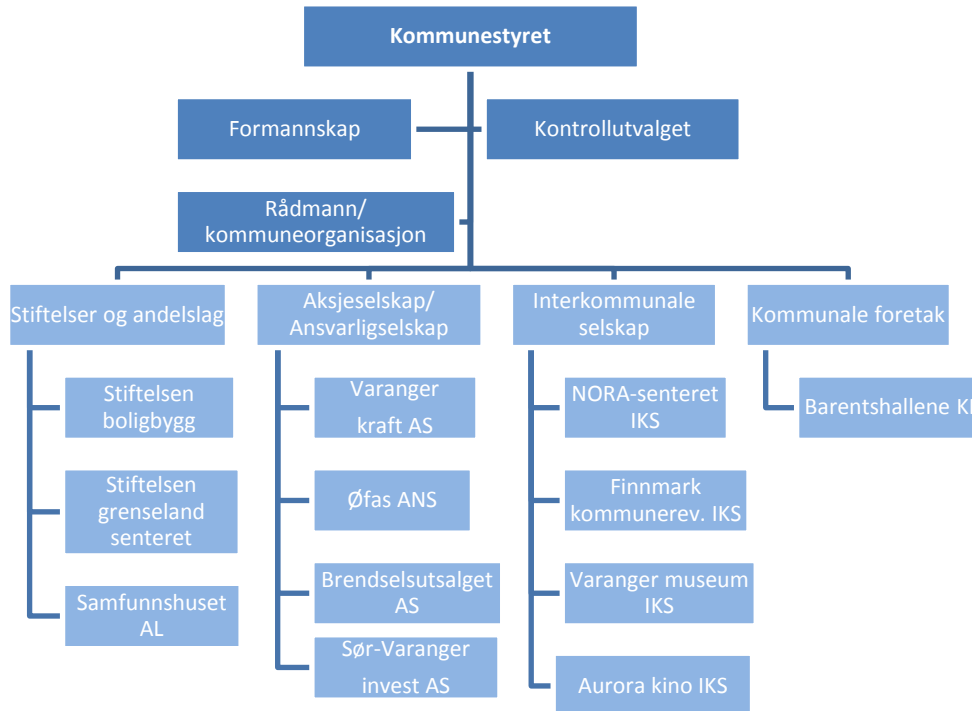 Kommunestyret
Formannskap
Kontrollutvalget
Rådmann/
kommuneorganisasjon
Stiftelser og andelslag
Stiftelsen
boligbygg
Stiftelsen
grenseland
senteret
Samfunnshuset
AL
Aksjeselskap/
Ansvarligselskap
Varanger
kraft AS
Øfas ANS
Brendselsutsalget
AS
Sør-Varanger
invest AS
Interkommunale
selskap
NORA-senteret
IKS
Finnmark
kommunerev. IKS
Varanger museum
IKS
Aurora kino IKS
Kommunale foretak
Barentshallene